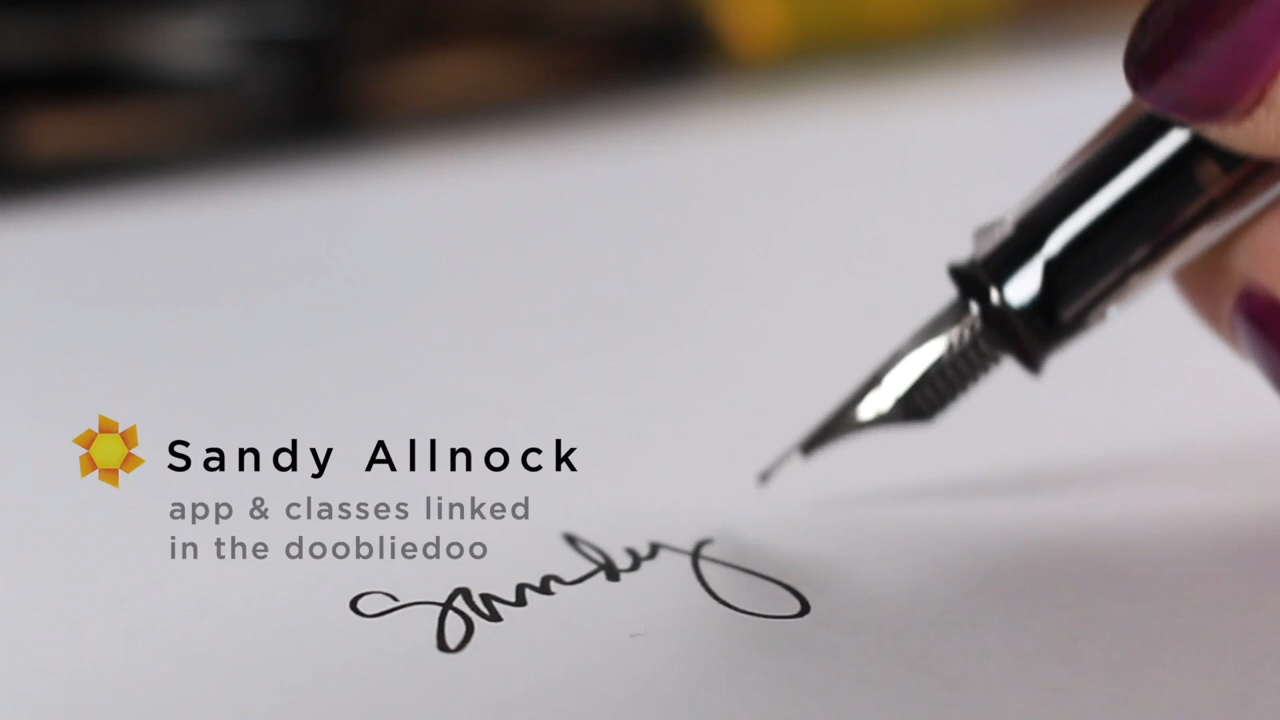 Sandy Allnock
app & classes linked
in the doobliedoo
Sandy